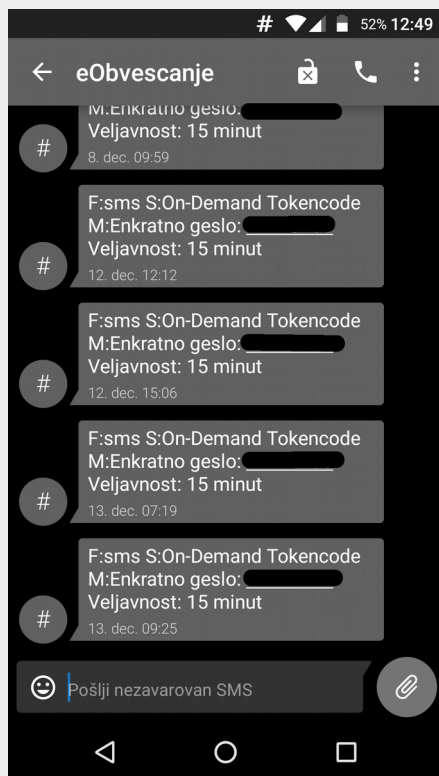 # 52% 12:49
eObvescanje
M:Enkratno geslo:
Veljavnost: 15 minut
#
8. dec. 09:59
F:sms S:On-Demand Tokencode
M:Enkratno geslo:
Veljavnost: 15 minut
#
12. dec. 12:12
F:sms S:On-Demand Tokencode
M:Enkratno geslo:
Veljavnost: 15 minut
#
12. dec. 15:06
F:sms S:On-Demand Tokencode
M:Enkratno geslo:
Veljavnost: 15 minut
#
13. dec. 07:19
F:sms S:On-Demand Tokencode
M:Enkratno geslo:
Veljavnost: 15 minut
#
13. dec. 09:25
Pošlji nezavarovan SMS